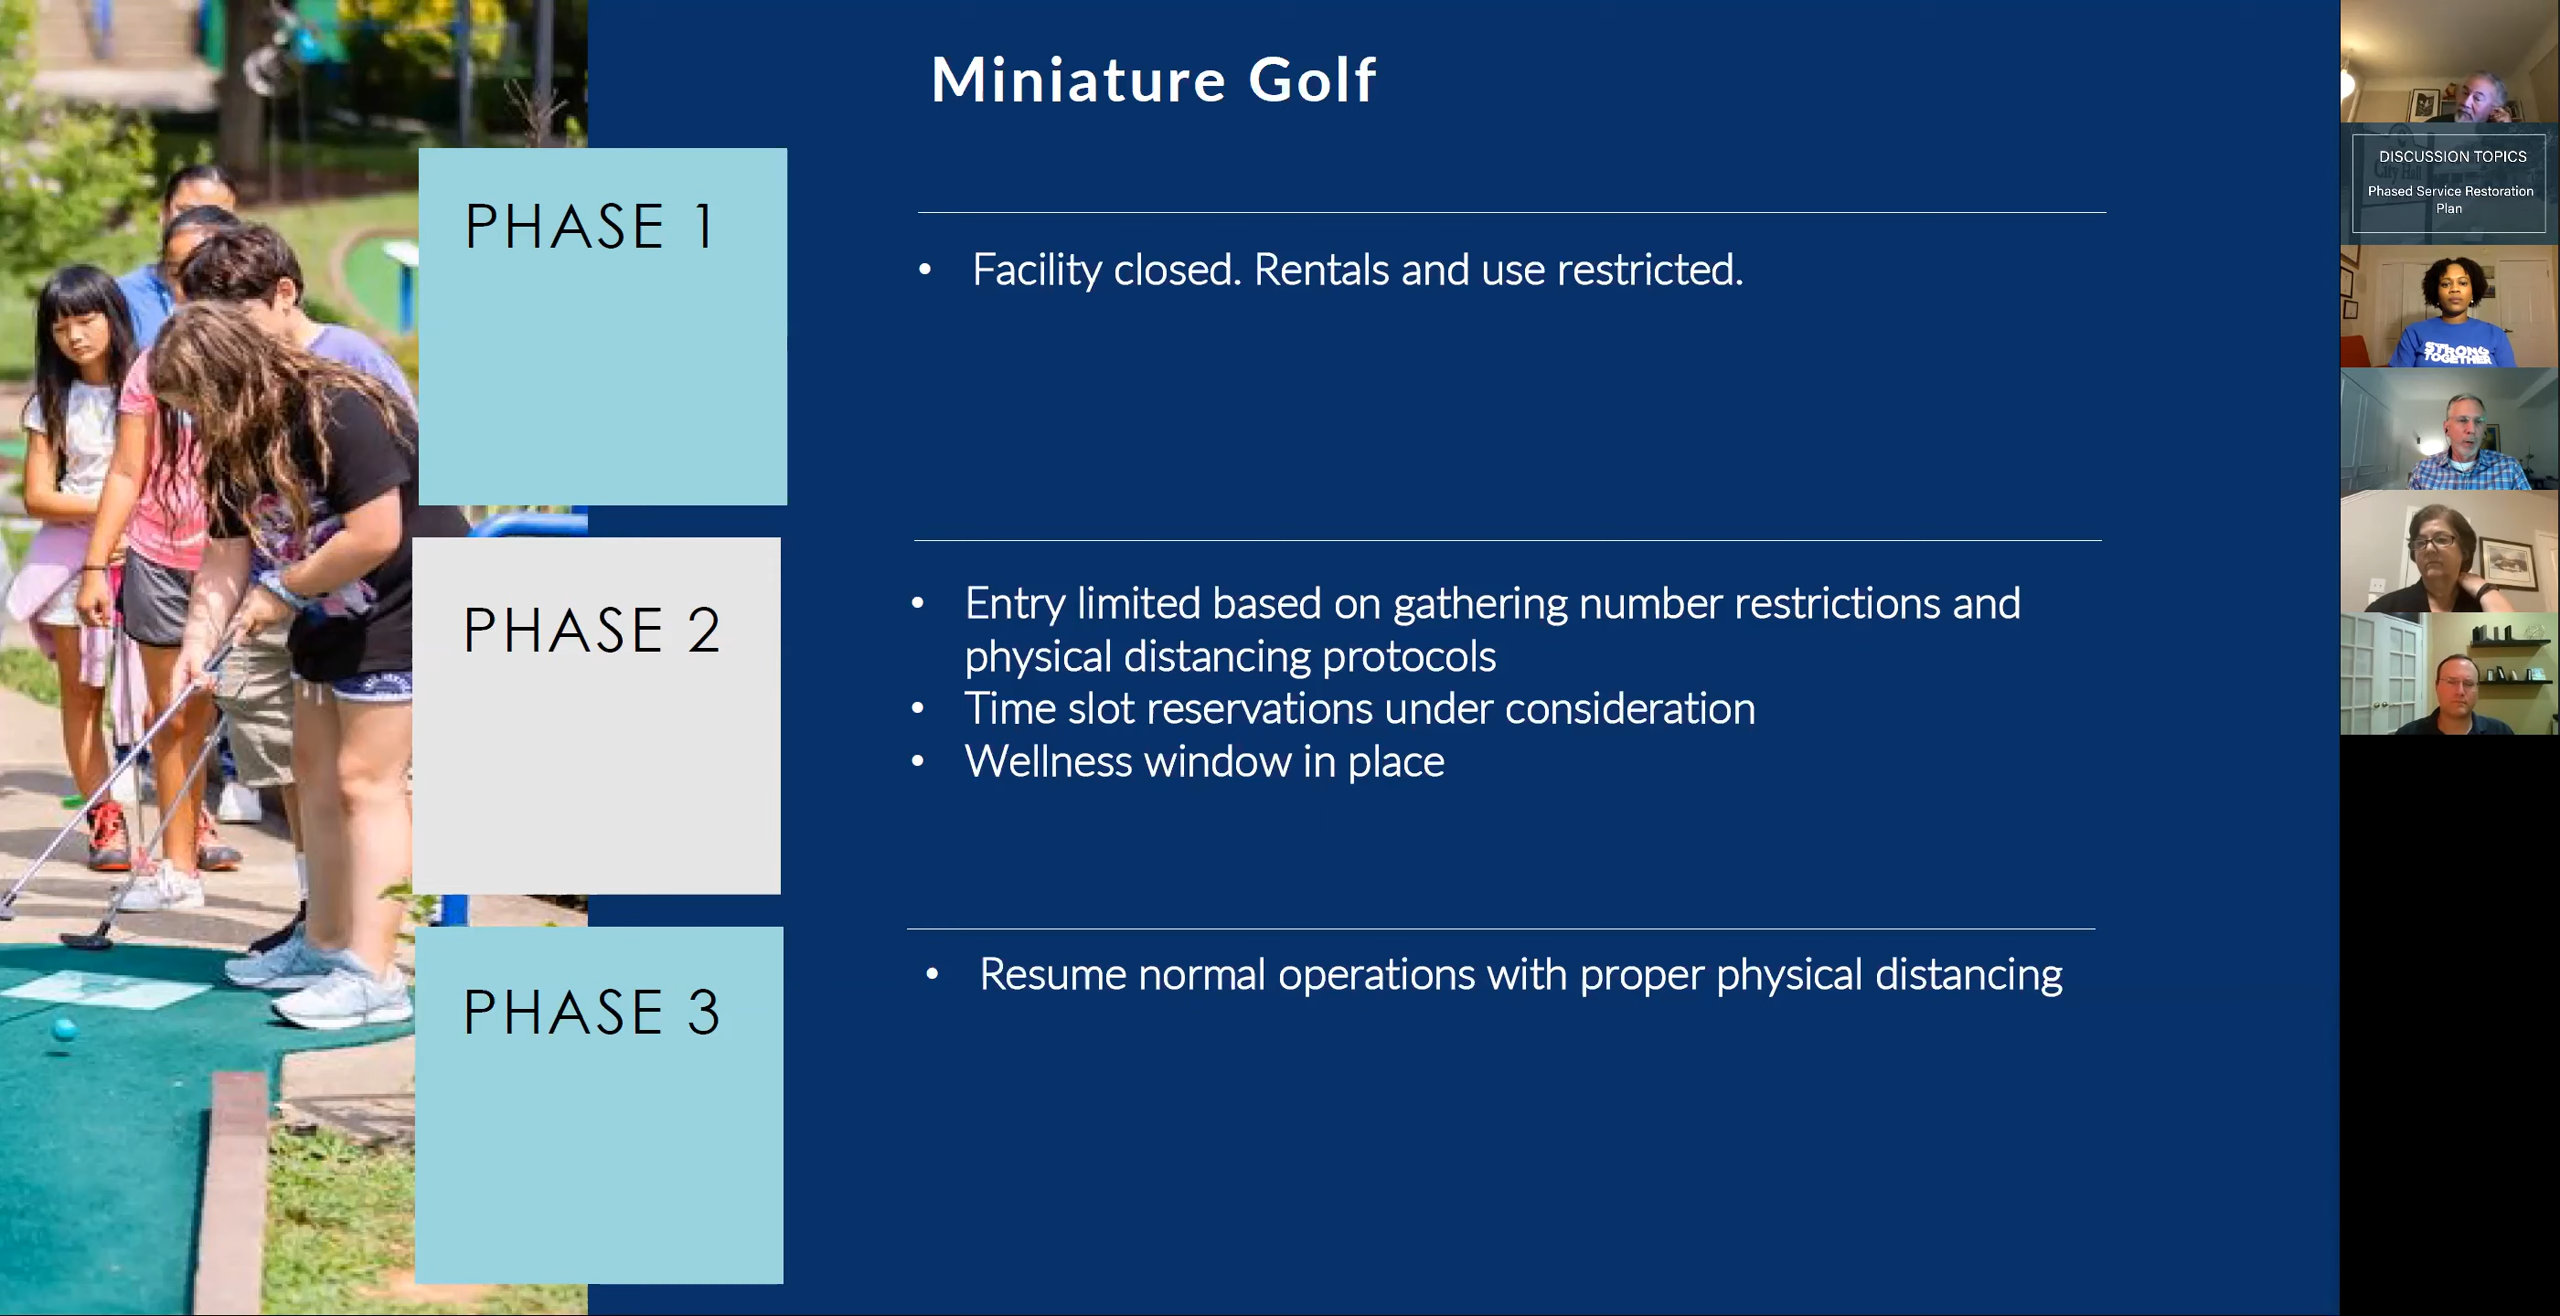 Miniature Golf
PHASE 1
• Facility closed. Rentals and use restricted.
PHASE 2
• Entry limited based on gathering number restrictions and
physical distancing protocols
• Time slot reservations under consideration
• Wellness window in place
PHASE 3
• Resume normal operations with proper physical distancing
DISCUSSION TOPICS
City Hall
Phased Service Restoration
Plan
STRONG
TOGETHER